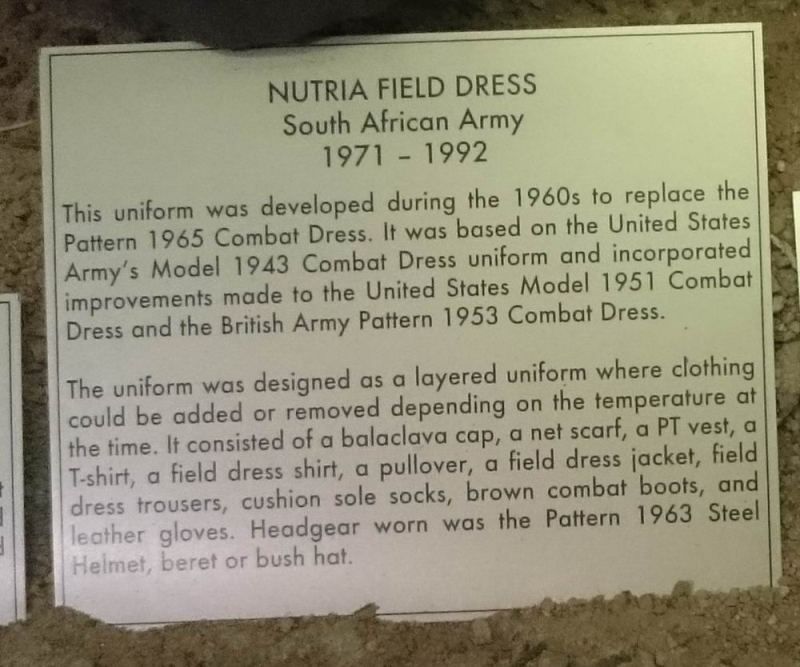 NUTRIA FIELD DRESS
South African Army
1971 – 1992
This uniform was developed during the 1960s to replace the
Pattern 1965 Combat Dress. It was based on the United States
Army's Model 1943 Combat Dress uniform and incorporated
improvements made to the United States Model 1951 Combat
Dress and the British Army Pattern 1953 Combat Dress.
The uniform was designed as a layered uniform where clothing
could be added or removed depending on the temperature at
the time. It consisted of a balaclava cap, a net scarf, a PT vest, a
T-shirt, a field dress shirt, a pullover, a field dress jacket, field
dress trousers, cushion sole socks, brown combat boots, and
leather gloves. Headgear worn was the Pattern 1963 Steel
Helmet, beret or bush hat.